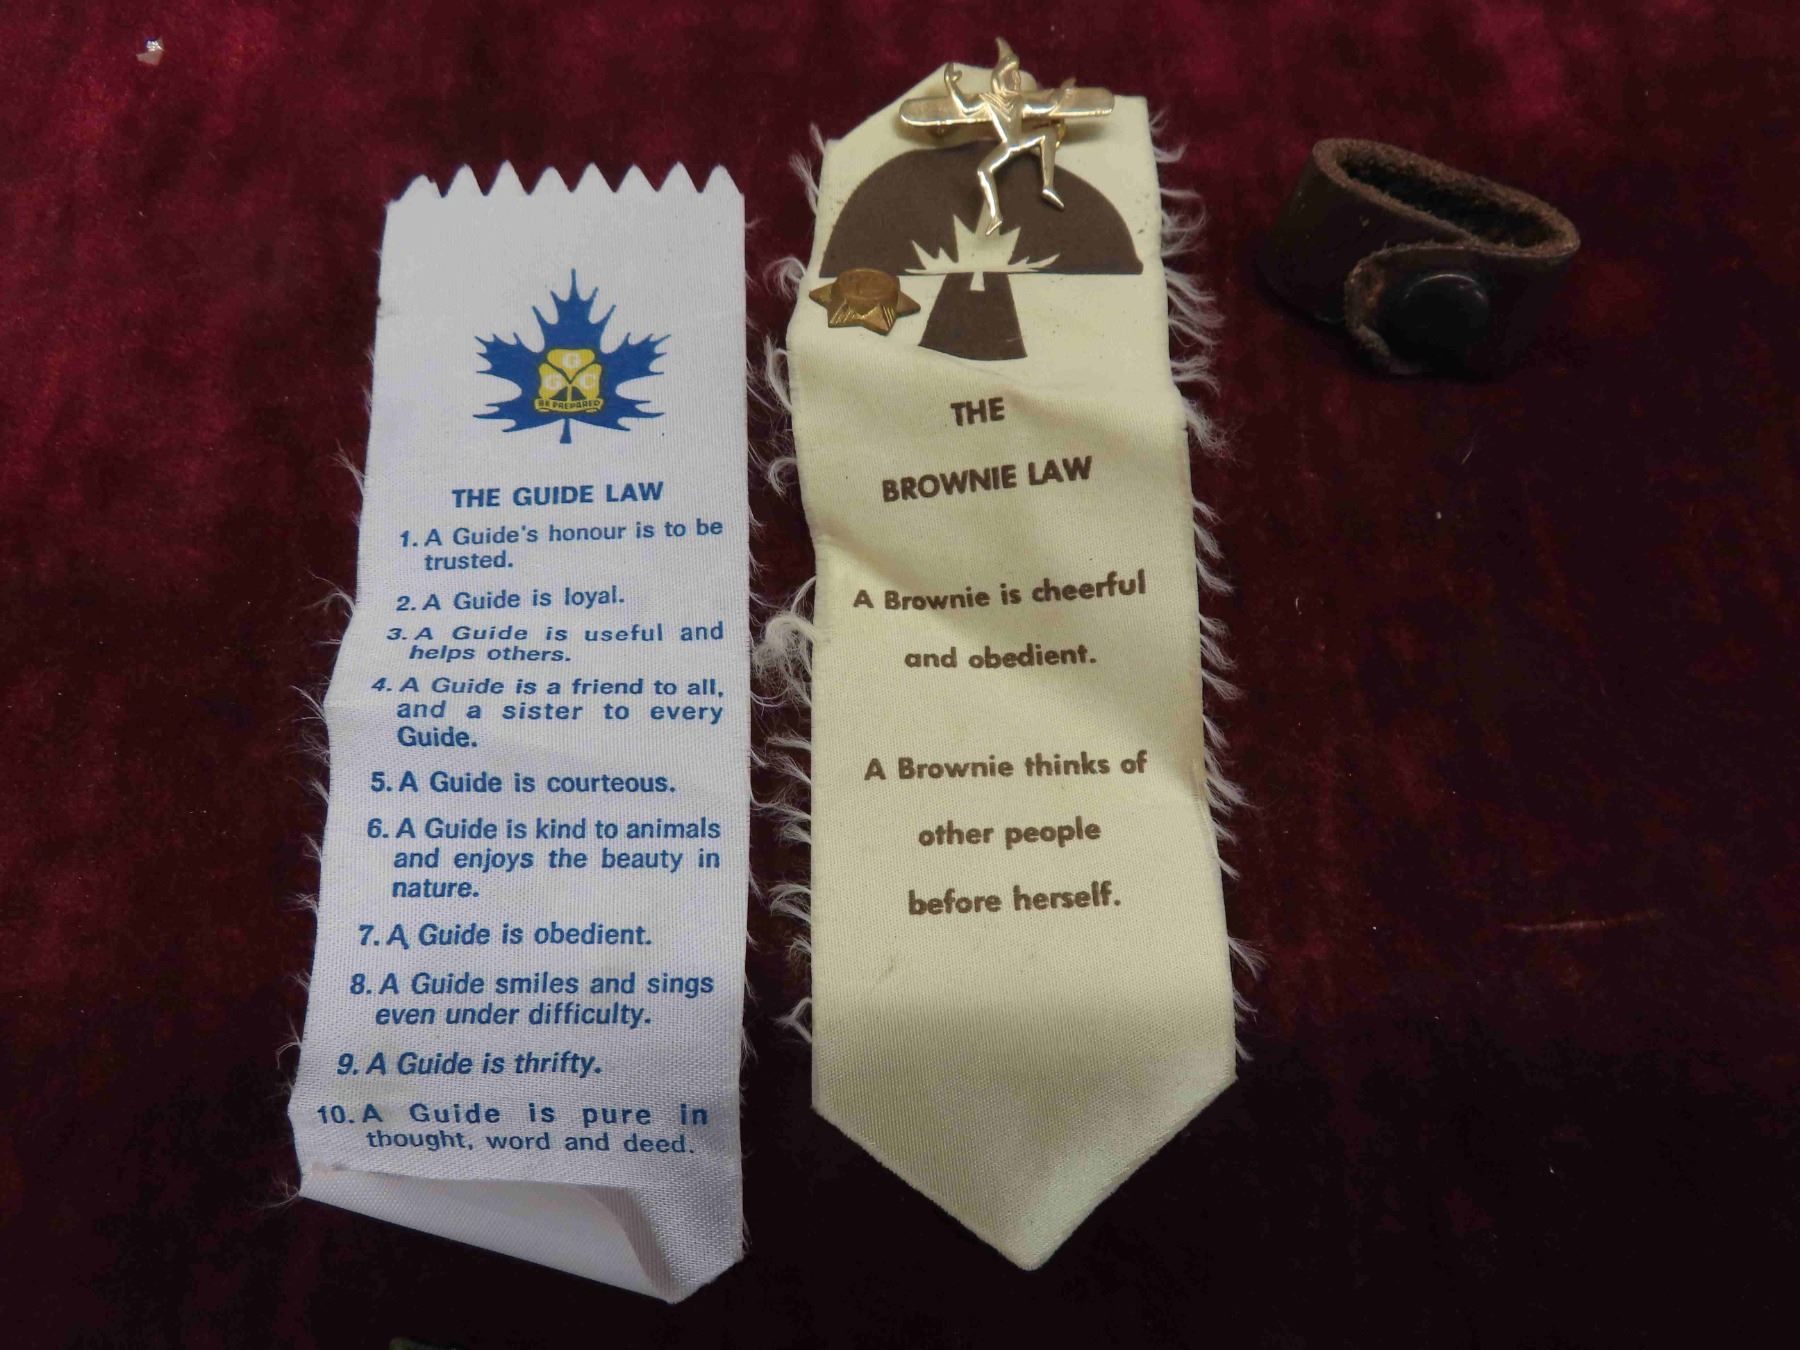 G
G C
BE PREPARED
THE GUIDE LAW
1. A Guide's honour is to be
trusted.
2. A Guide is loyal.
3. A Guide is useful and
helps others.
4. A Guide is a friend to all,
and a sister to every
Guide.
5. A Guide is courteous.
6. A Guide is kind to animals
and enjoys the beauty in
nature.
7. A Guide is obedient.
8. A Guide smiles and sings
even under difficulty.
9. A Guide is thrifty.
10. A Guide is pure in
thought, word and deed.
THE
BROWNIE LAW
A Brownie is cheerful
and obedient.
A Brownie thinks of
other people
before herself.